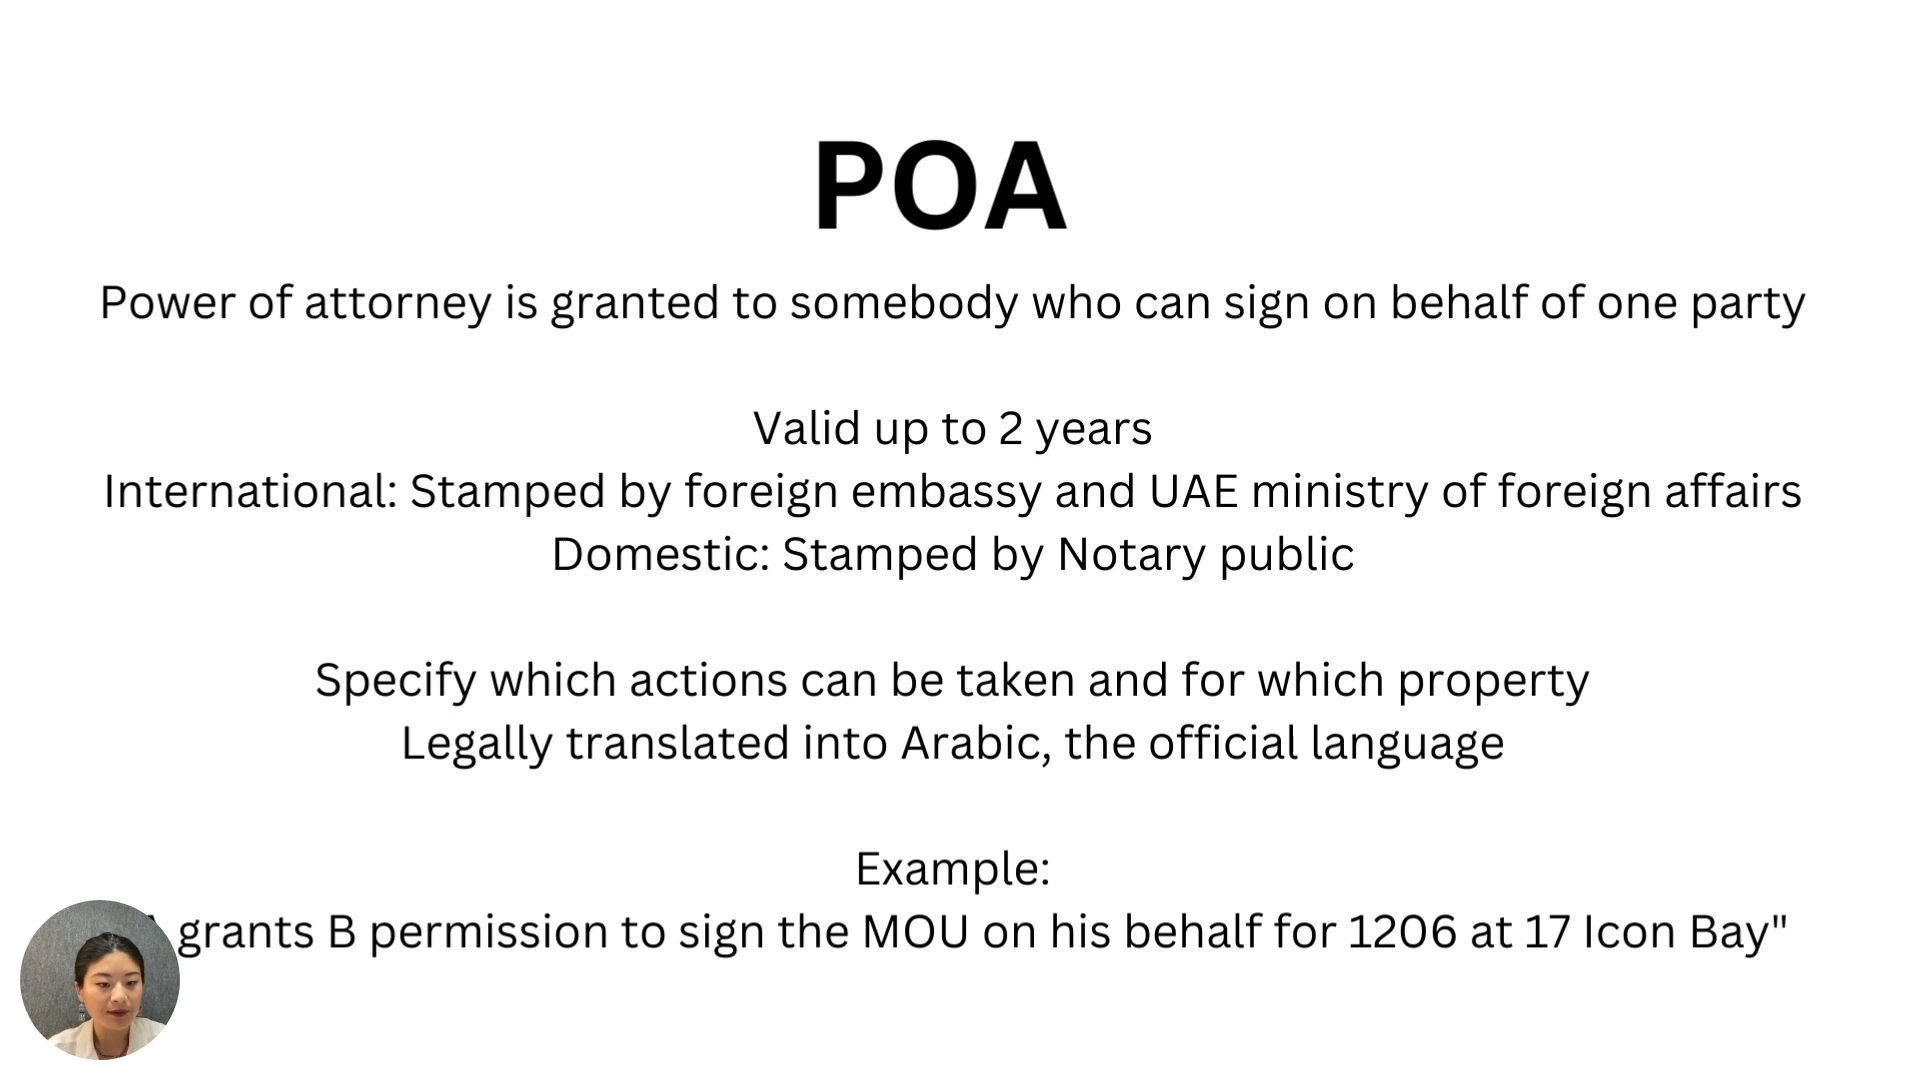 POA
Power of attorney is granted to somebody who can sign on behalf of one party
Valid up to 2 years
International: Stamped by foreign embassy and UAE ministry of foreign affairs
Domestic: Stamped by Notary public
Specify which actions can be taken and for which property
Legally translated into Arabic, the official language
Example:
grants B permission to sign the MOU on his behalf for 1206 at 17 Icon Bay"